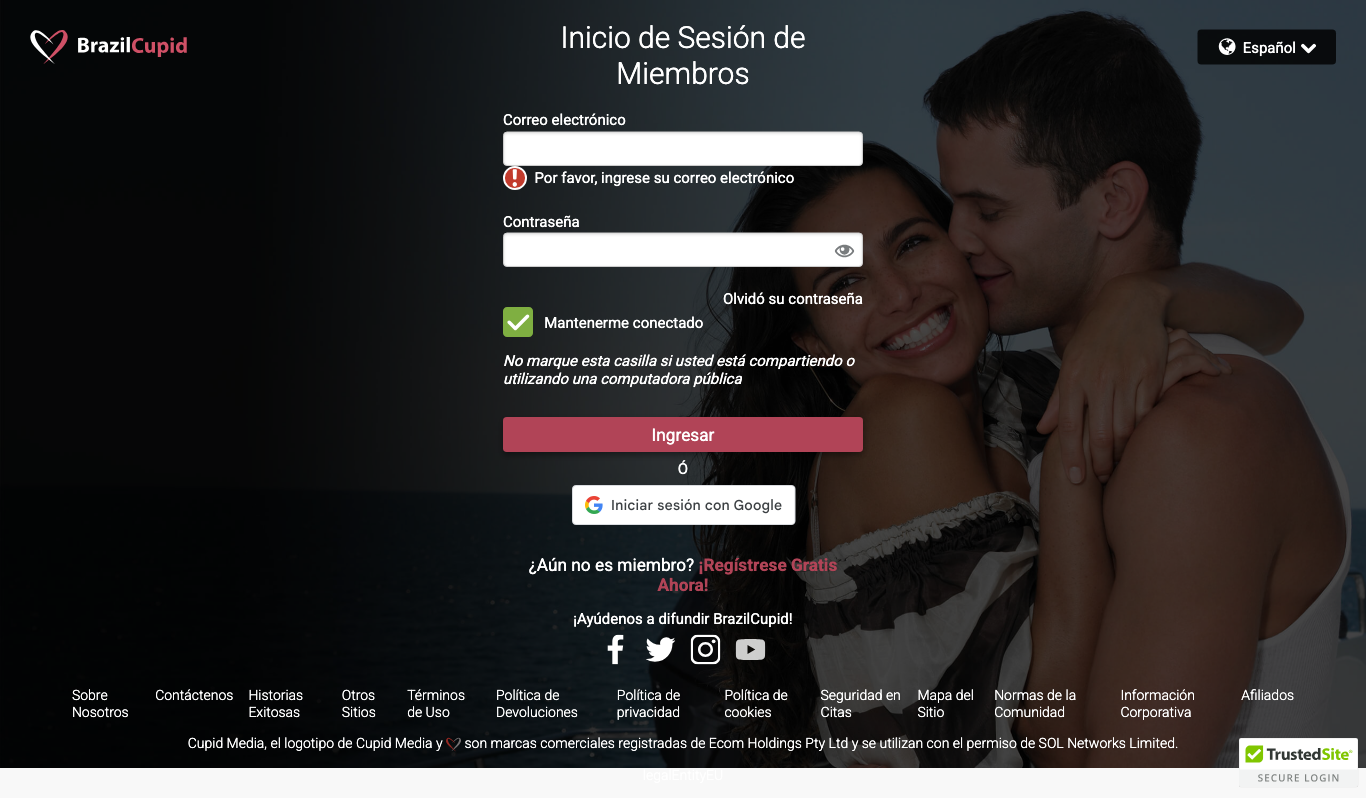 BrazilCupid
Inicio de Sesión de
Miembros
Español
Correo electrónico
Por favor, ingrese su correo electrónico
Contraseña
Olvidó su contraseña
Mantenerme conectado
No marque esta casilla si usted está compartiendo o
utilizando una computadora pública
Ingresar
Ó
Iniciar sesión con Google
¿Aún no es miembro? ¡Regístrese Gratis
Ahora!
¡Ayúdenos a difundir BrazilCupid!
Sobre
Nosotros
Contáctenos
Historias
Exitosas
Otros
Sitios
Términos
de Uso
Política de
Devoluciones
Política de
privacidad
Política de
cookies
Seguridad en
Citas
Mapa del
Sitio
Normas de la
Comunidad
Información
Corporativa
Afiliados
Cupid Media, el logotipo de Cupid Media y son marcas comerciales registradas de Ecom Holdings Pty Ltd y se utilizan con el permiso de SOL Networks Limited.
legalEntityEU
TrustedSite
SECURE LOGIN